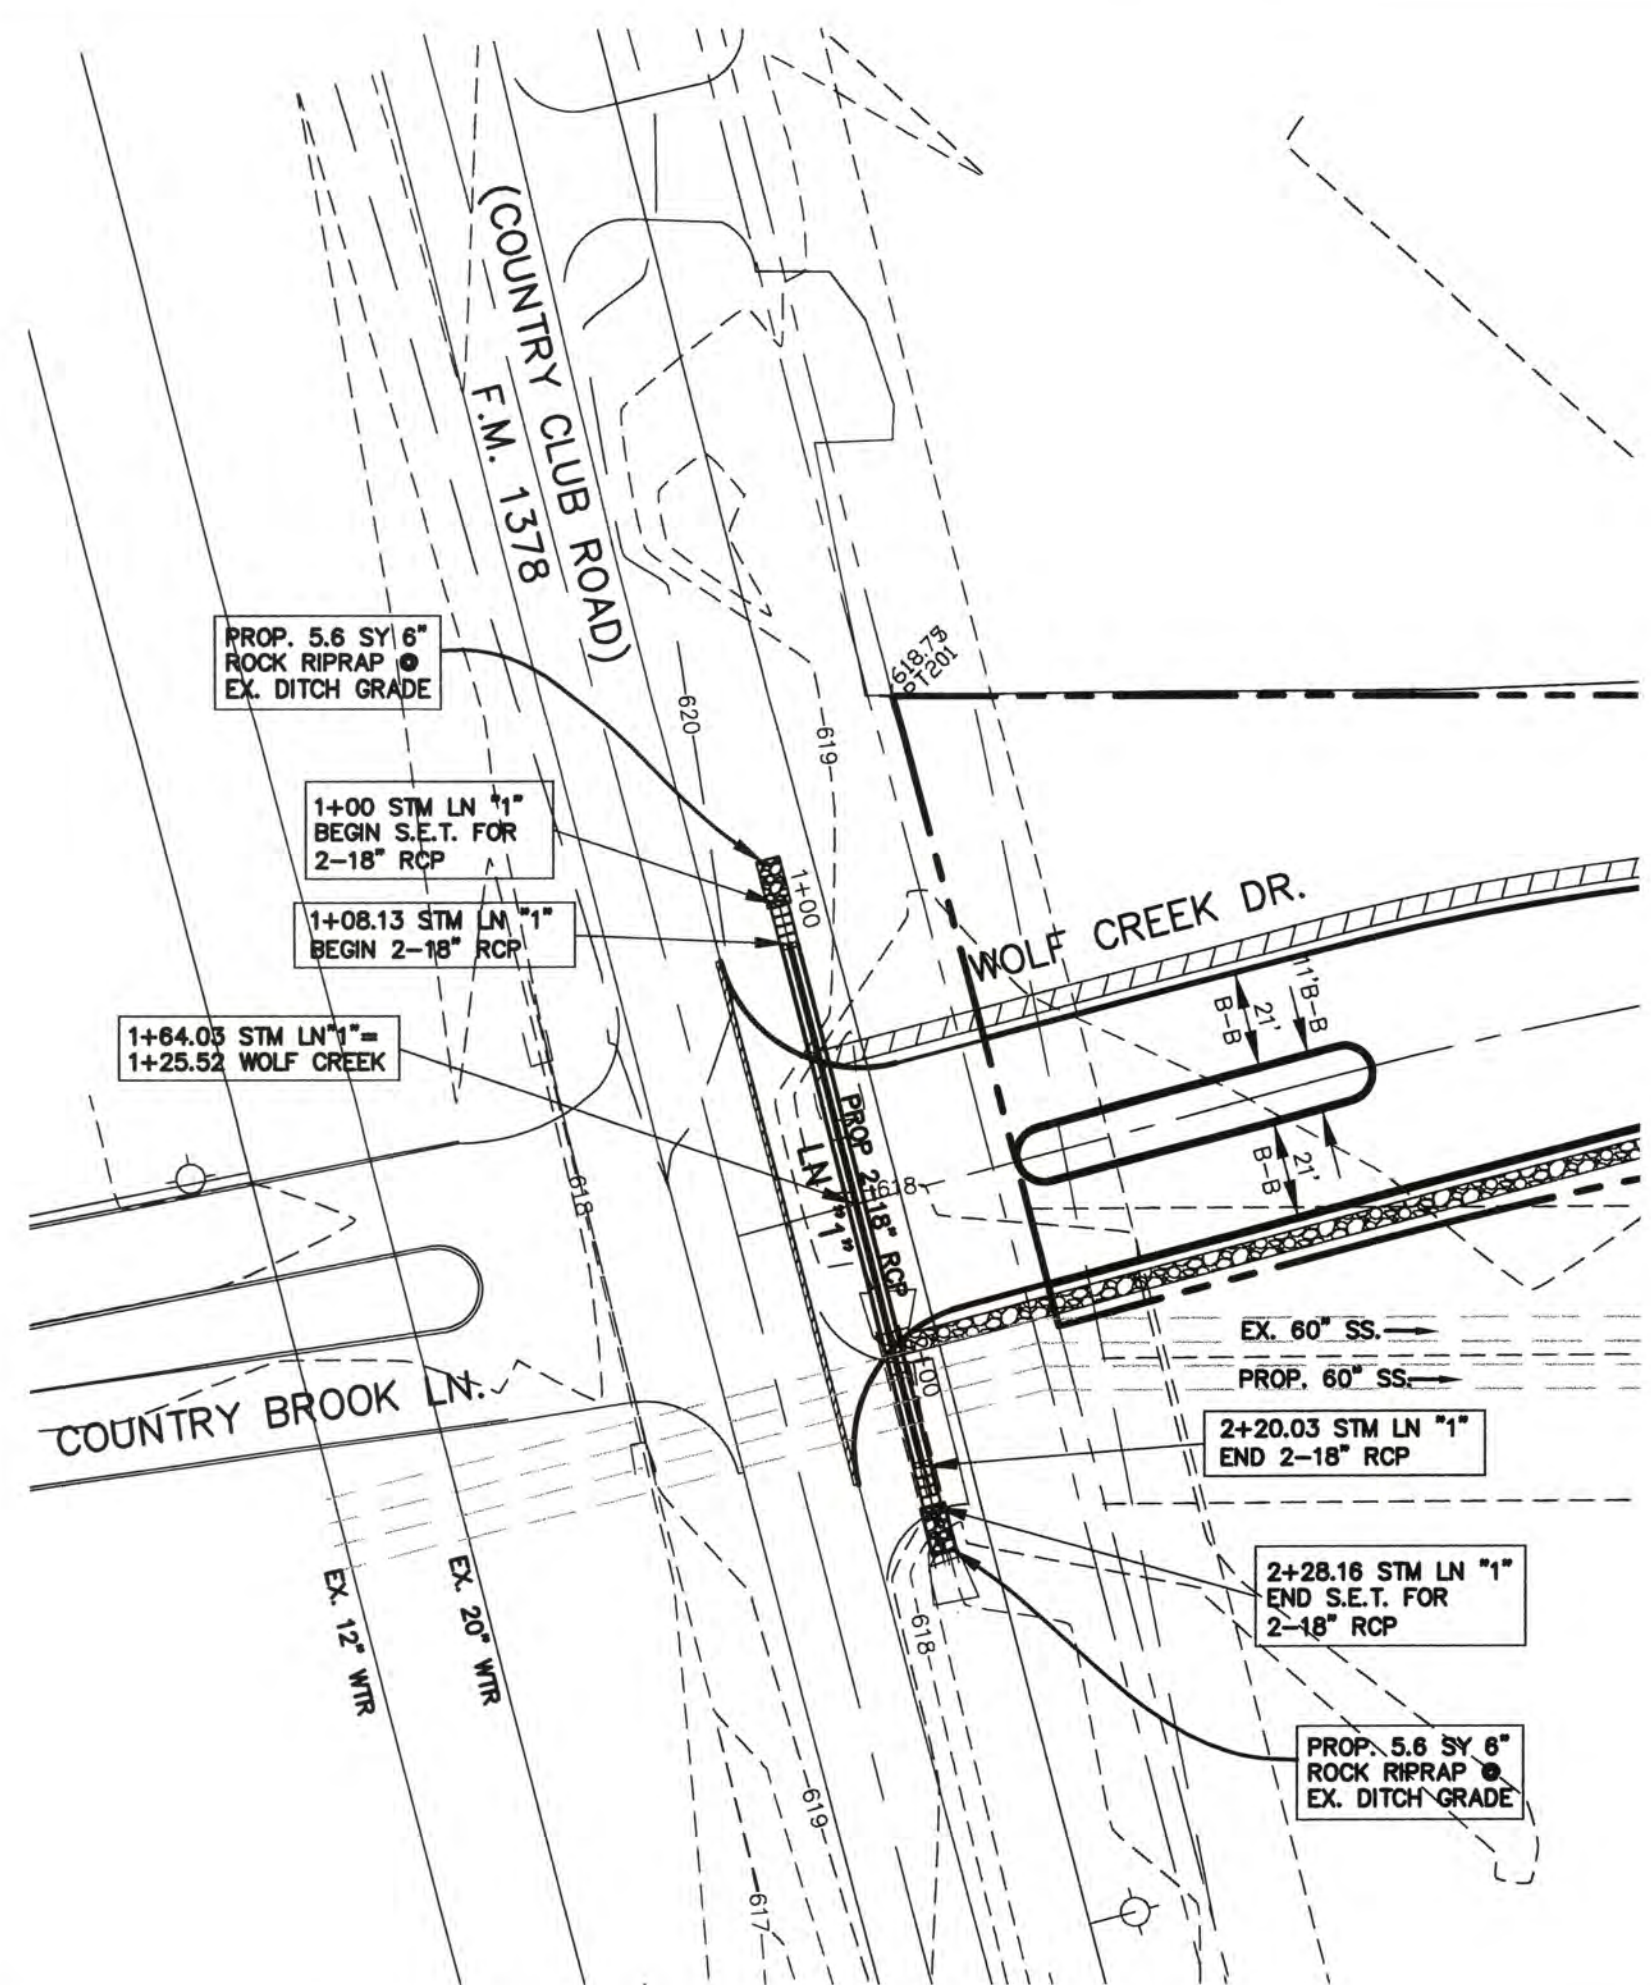 (COUNTRY CLUB ROAD)
F.M. 1378
PROP. 5.6 SY 6"
ROCK RIPRAP @
EX. DITCH GRADE
618.75
PT201
620
619
1+00 STM LN "1"
BEGIN S.E.T. FOR
2-18" RCP
1+00
1+08.13 STM LN "1"
BEGIN 2-18" RCP
WOLF CREEK DR.
11' B-B
21'
B-B
1+64.03 STM LN"1"=
1+25.52 WOLF CREEK
PROP 2-18" RCP
LN "1"
618
618
21'
B-B
EX. 60" SS.
PROP. 60" SS.
COUNTRY BROOK LN.
2+00
2+20.03 STM LN "1"
END 2-18" RCP
EX. 12" WTR
EX. 20" WTR
2+28.16 STM LN "1"
END S.E.T. FOR
2-18" RCP
618
PROP. 5.6 SY 6"
ROCK RIPRAP @
EX. DITCH GRADE
619
617